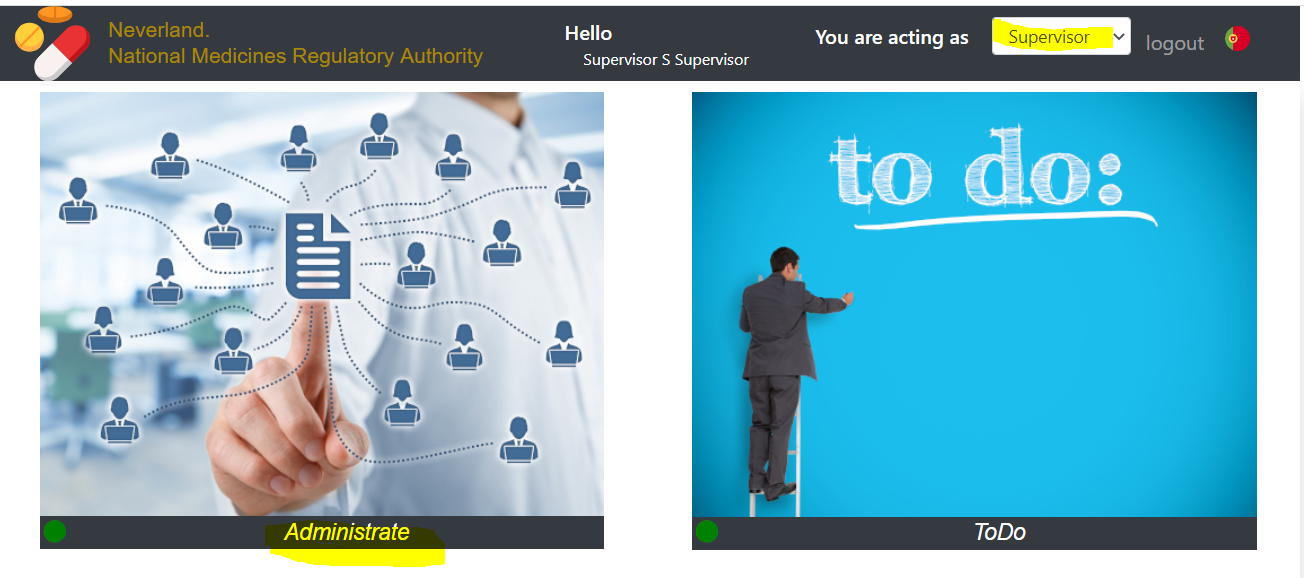 Neverland.
National Medicines Regulatory Authority
Hello
Supervisor S Supervisor
You are acting as
Supervisor
logout
to do:
Administrate
ToDo